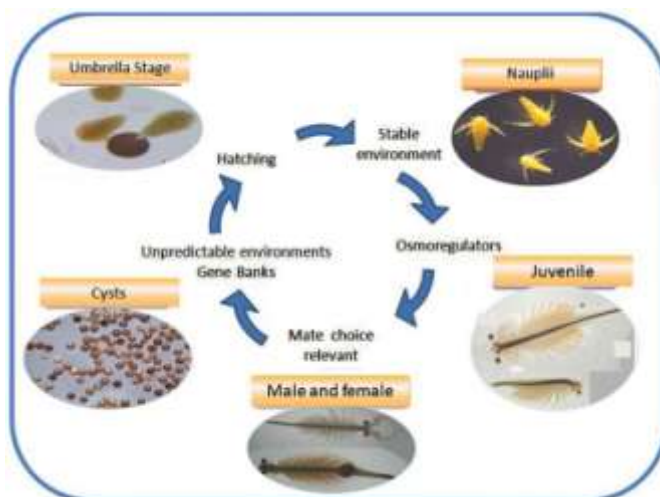 Umbrella Stage
Nauplii
Stable
environment
Hatching
Osmoregulators
Unpredictable environments
Gene Banks
Juvenile
Cysts
Mate choice
relevant
Male and female